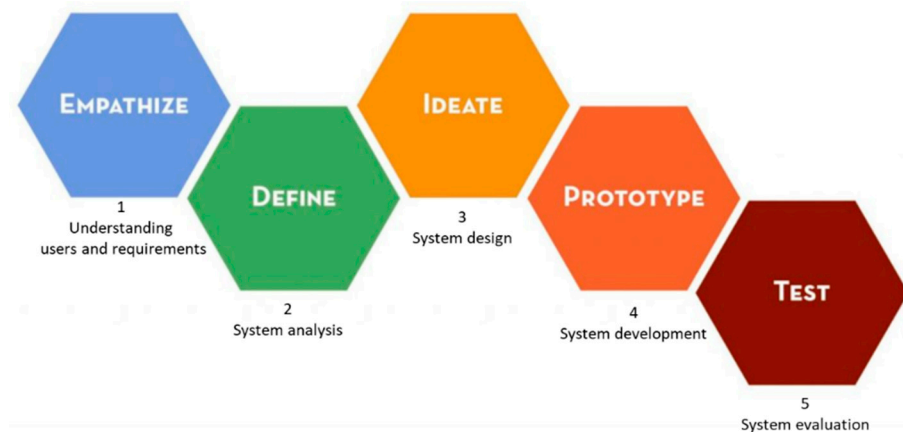 EMPATHIZE
1
Understanding
users and requirements
DEFINE
2
System analysis
IDEATE
3
System design
PROTOTYPE
4
System development
TEST
5
System evaluation